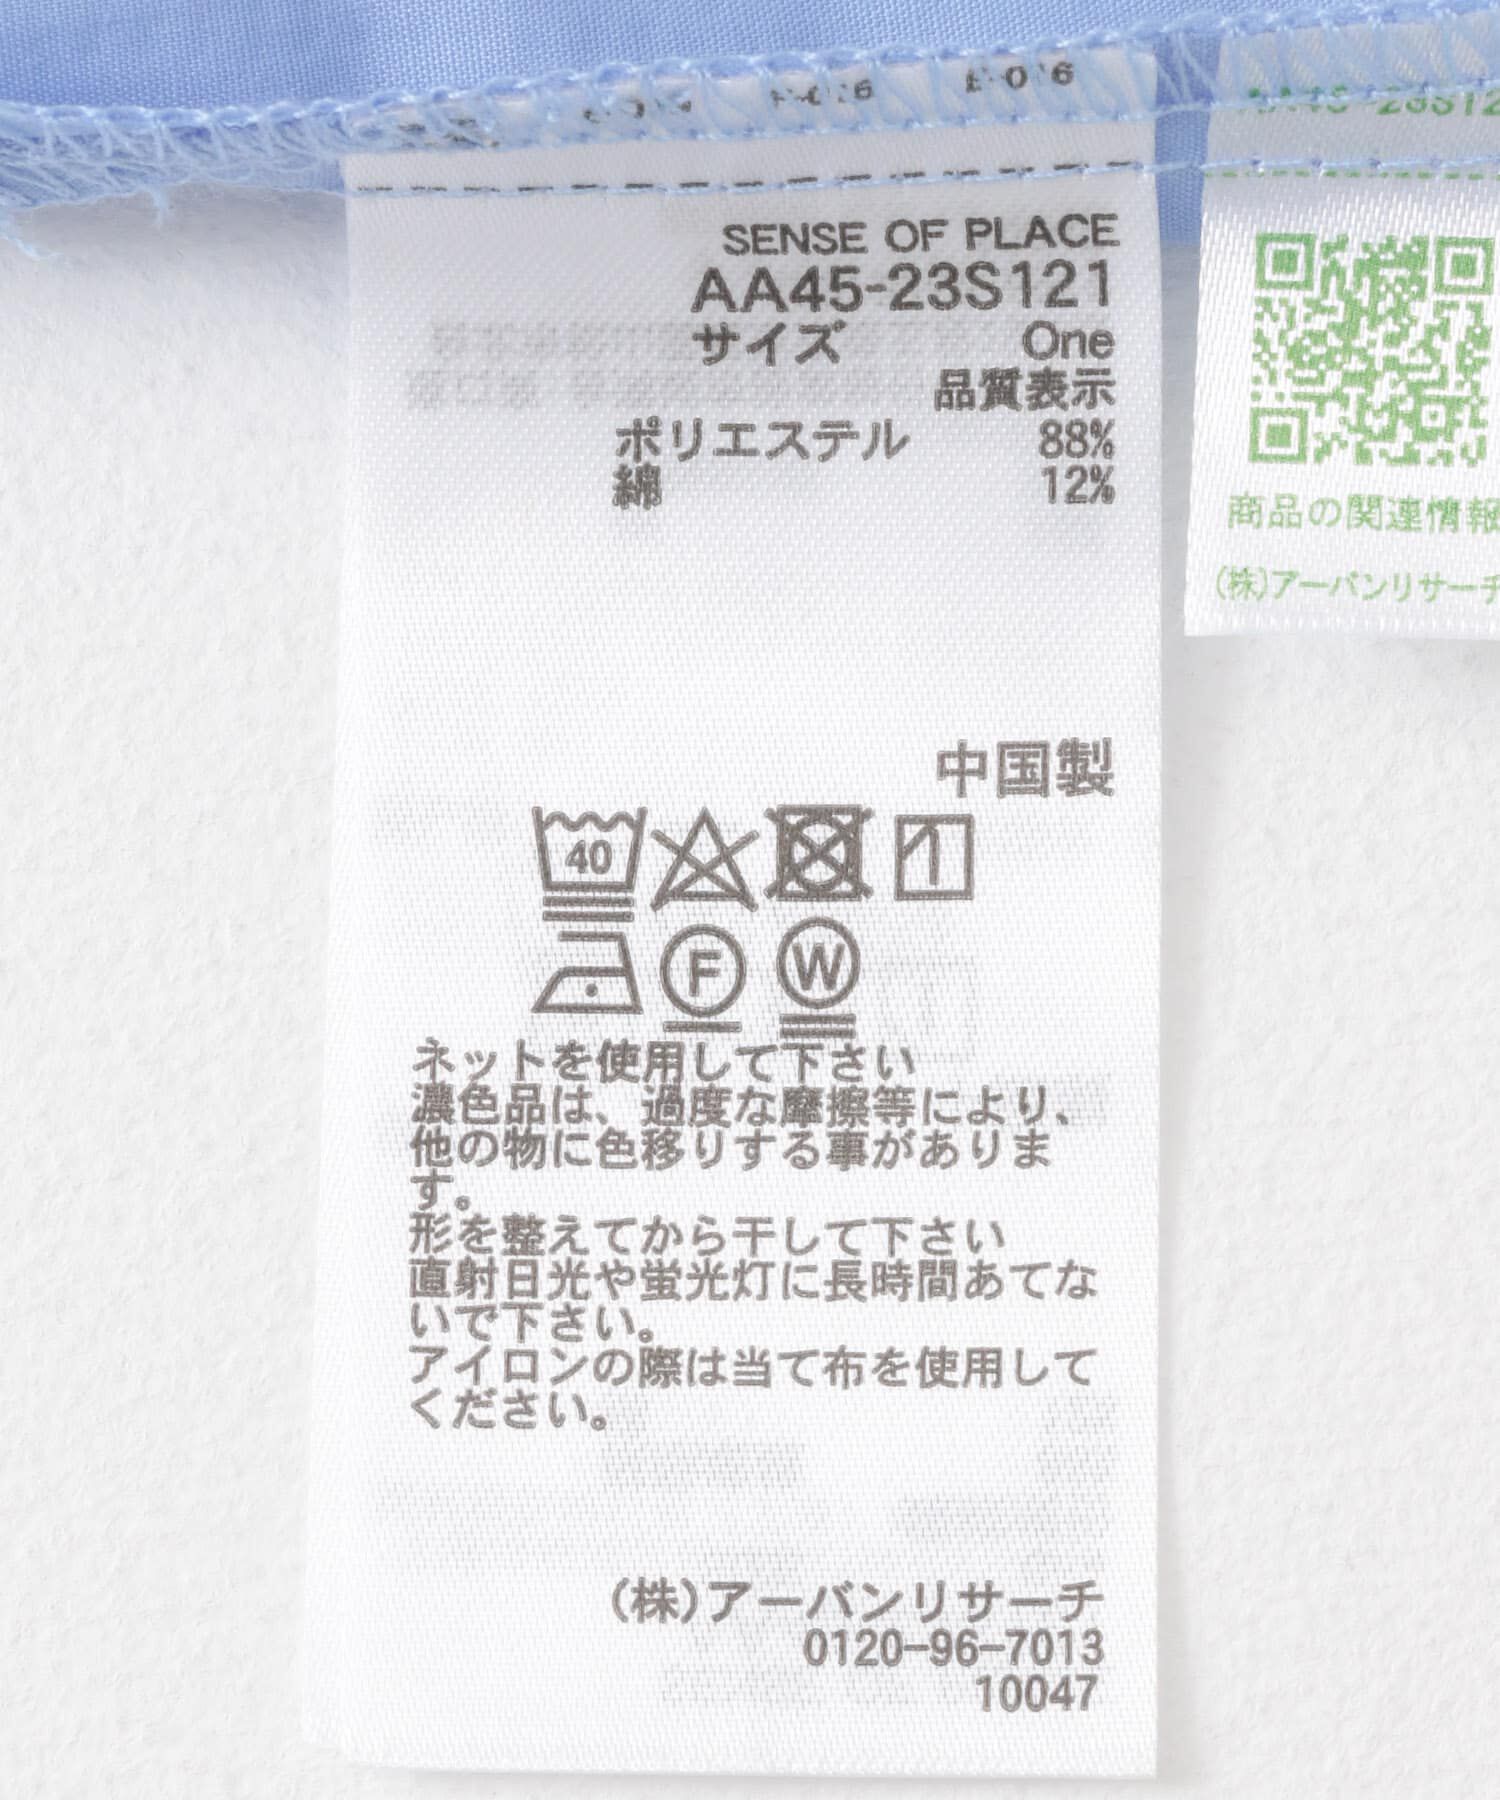 SENSE OF PLACE
AA45-23S121
サイズ One
品質表示
ポリエステル 88%
綿 12%
中国製
40
F W
ネットを使用して下さい
濃色品は、過度な摩擦等により、
他の物に色移りする事がありま
す。
形を整えてから干して下さい
直射日光や蛍光灯に長時間あてな
いで下さい。
アイロンの際は当て布を使用して
ください。
(株)アーバンリサーチ
0120-96-7013
10047
AA45-23S12
商品の関連情報
(株)アーバンリサーチ